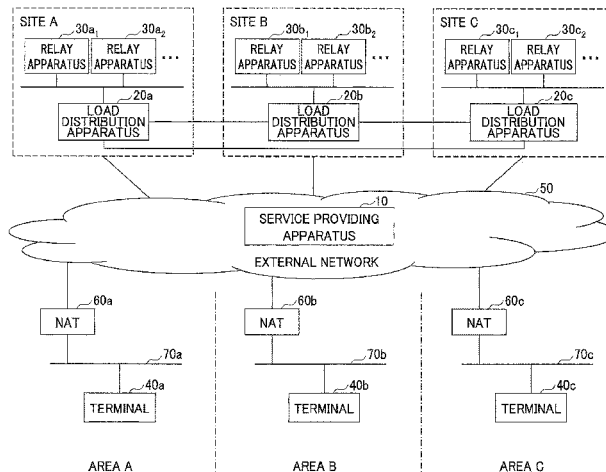 SITE A
30a₁
30a₂
RELAY
APPARATUS
RELAY
APPARATUS
...
20a
LOAD
DISTRIBUTION
APPARATUS
SITE B
30b₁
30b₂
RELAY
APPARATUS
RELAY
APPARATUS
...
20b
LOAD
DISTRIBUTION
APPARATUS
SITE C
30c₁
30c₂
RELAY
APPARATUS
RELAY
APPARATUS
...
20c
LOAD
DISTRIBUTION
APPARATUS
50
10
SERVICE PROVIDING
APPARATUS
EXTERNAL NETWORK
60a
NAT
70a
40a
TERMINAL
AREA A
60b
NAT
70b
40b
TERMINAL
AREA B
60c
NAT
70c
40c
TERMINAL
AREA C